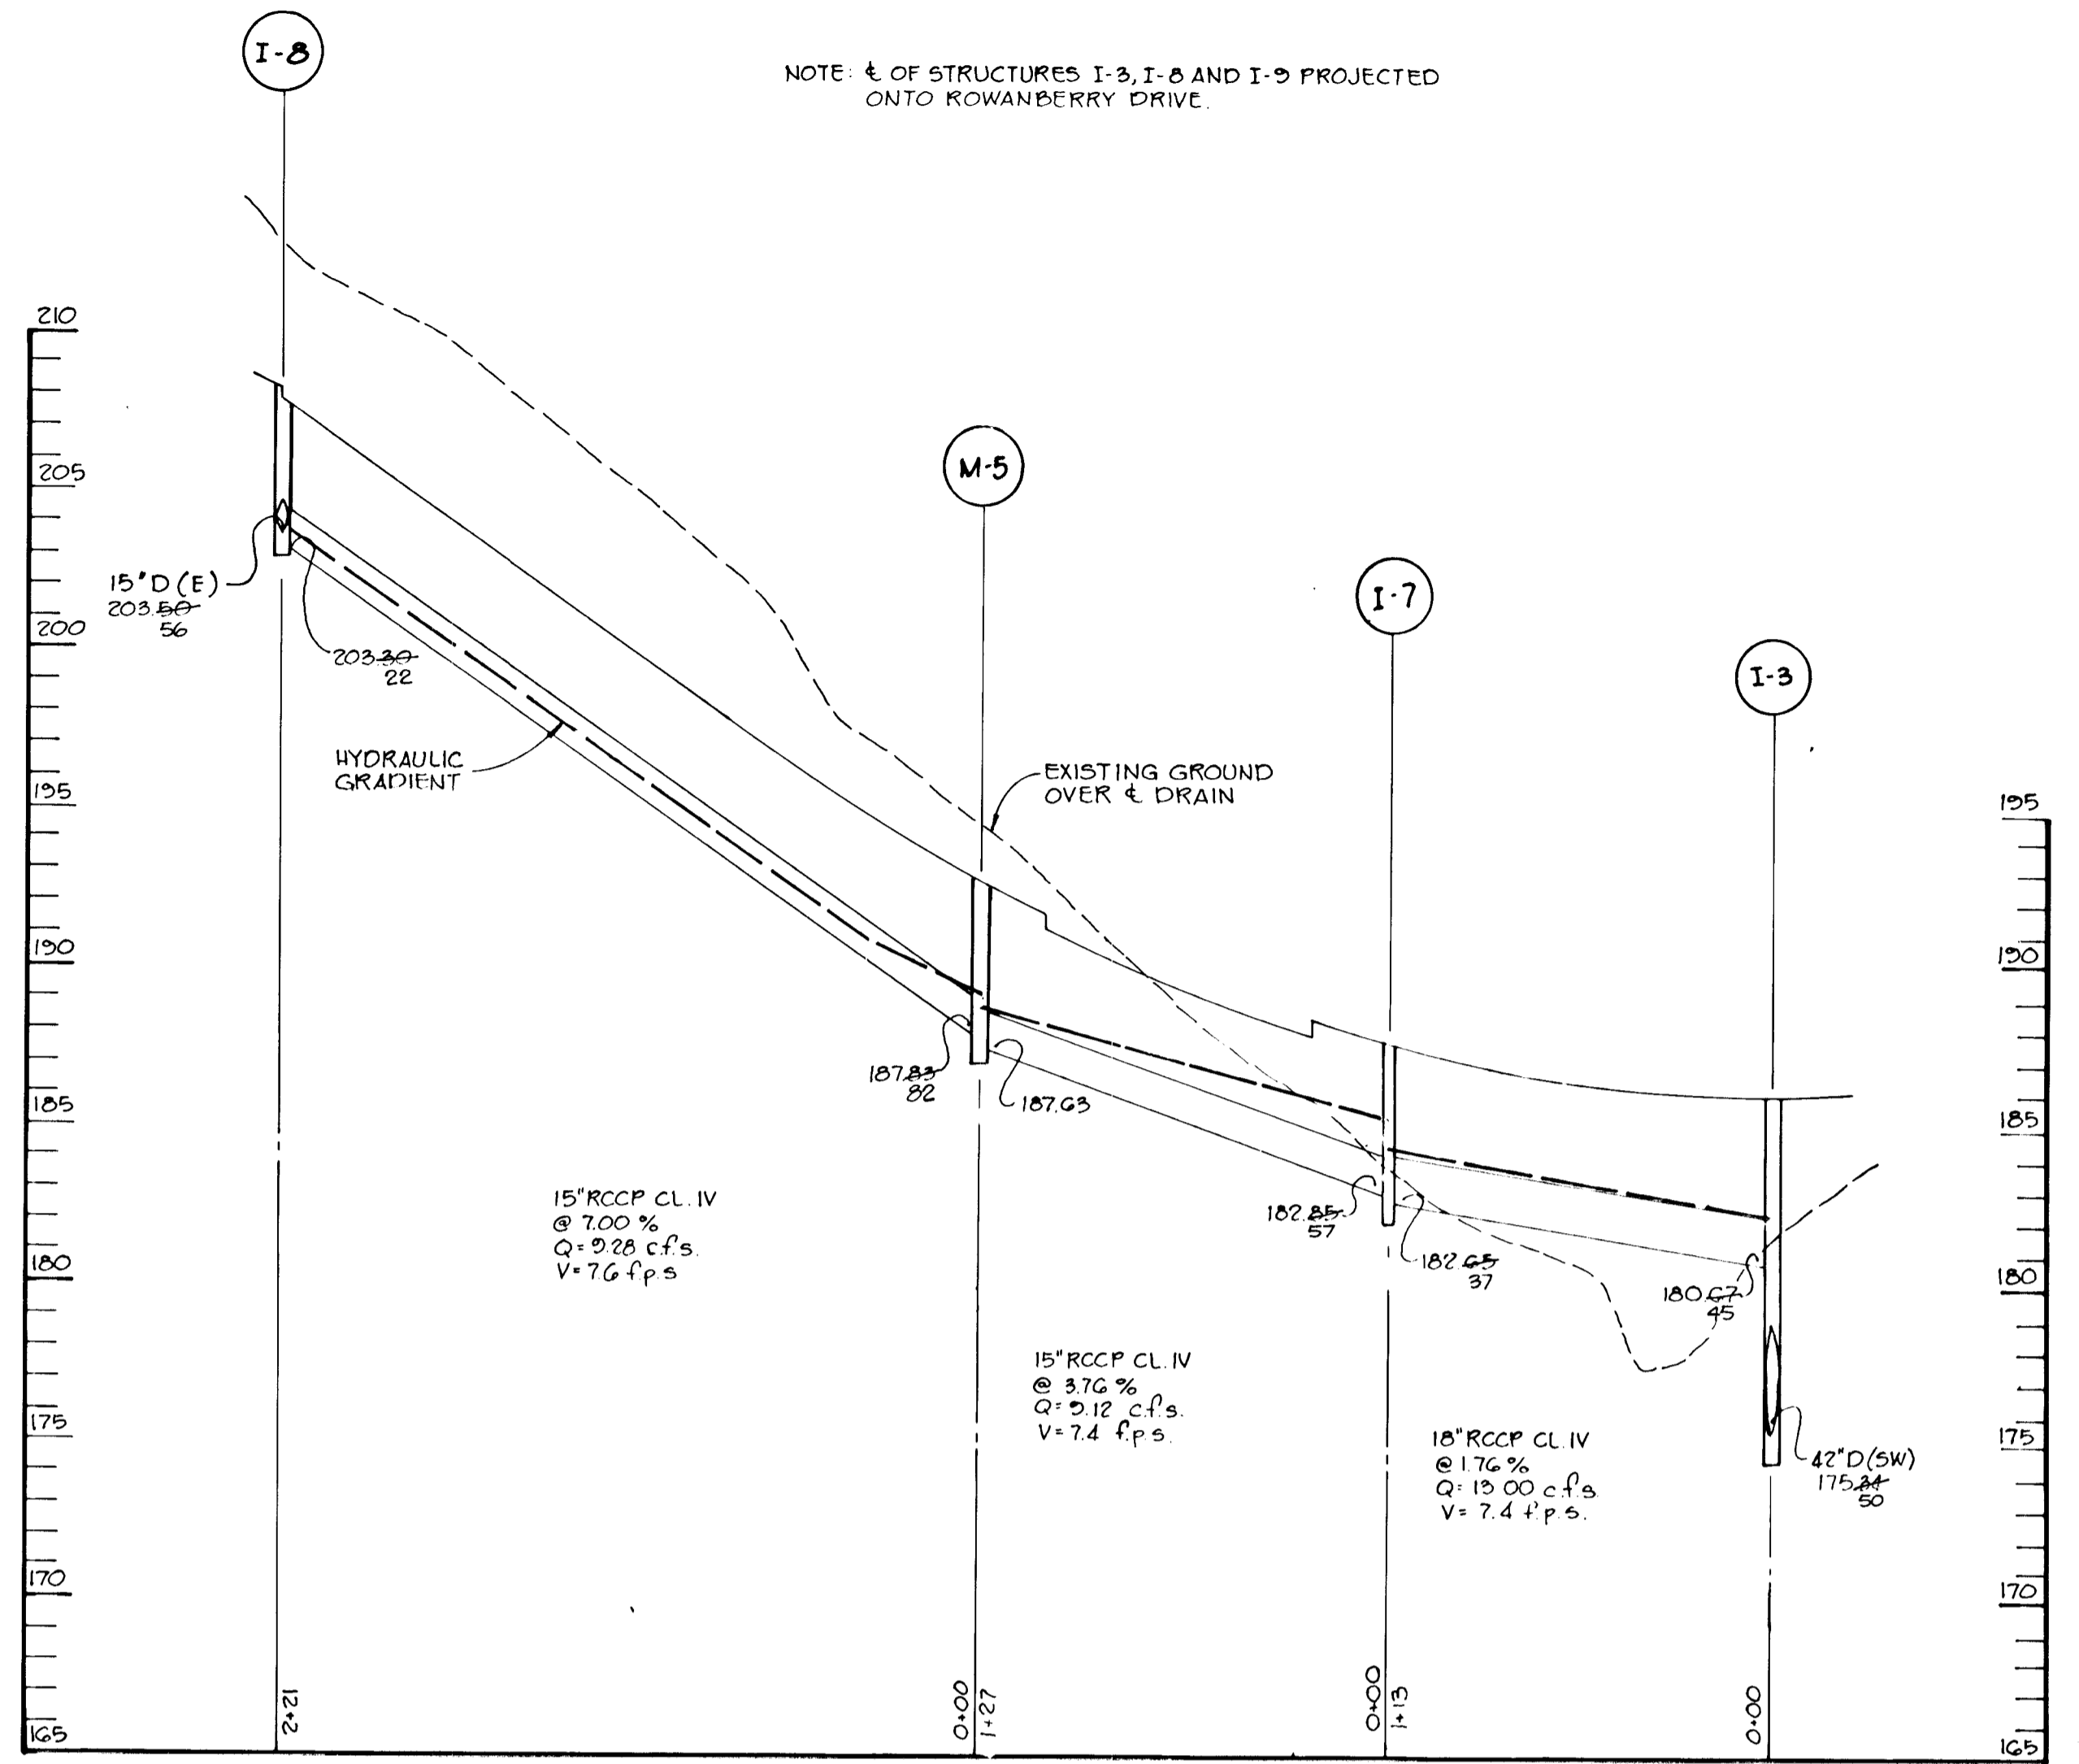 I-8
NOTE: ℄ OF STRUCTURES I-3, I-8 AND I-9 PROJECTED
ONTO ROWANBERRY DRIVE.
210
205
200
195
190
185
180
175
170
165
M-5
I-7
I-3
15"D (E)
203.50
56
203.30
22
HYDRAULIC
GRADIENT
EXISTING GROUND
OVER ℄ DRAIN
187.83
82
187.63
182.85
57
182.65
37
180.67
45
42"D(SW)
175.34
50
15"RCCP CL. IV
@ 7.00 %
Q= 9.28 c.f.s.
V= 7.6 f.p.s
15"RCCP CL. IV
@ 3.76 %
Q= 9.12 c.f.s.
V= 7.4 f.p.s.
18"RCCP CL. IV
@ 1.76 %
Q= 13.00 c.f.s.
V= 7.4 f.p.s.
195
190
185
180
175
170
165
2+21
0+00
1+27
0+00
1+13
0+00